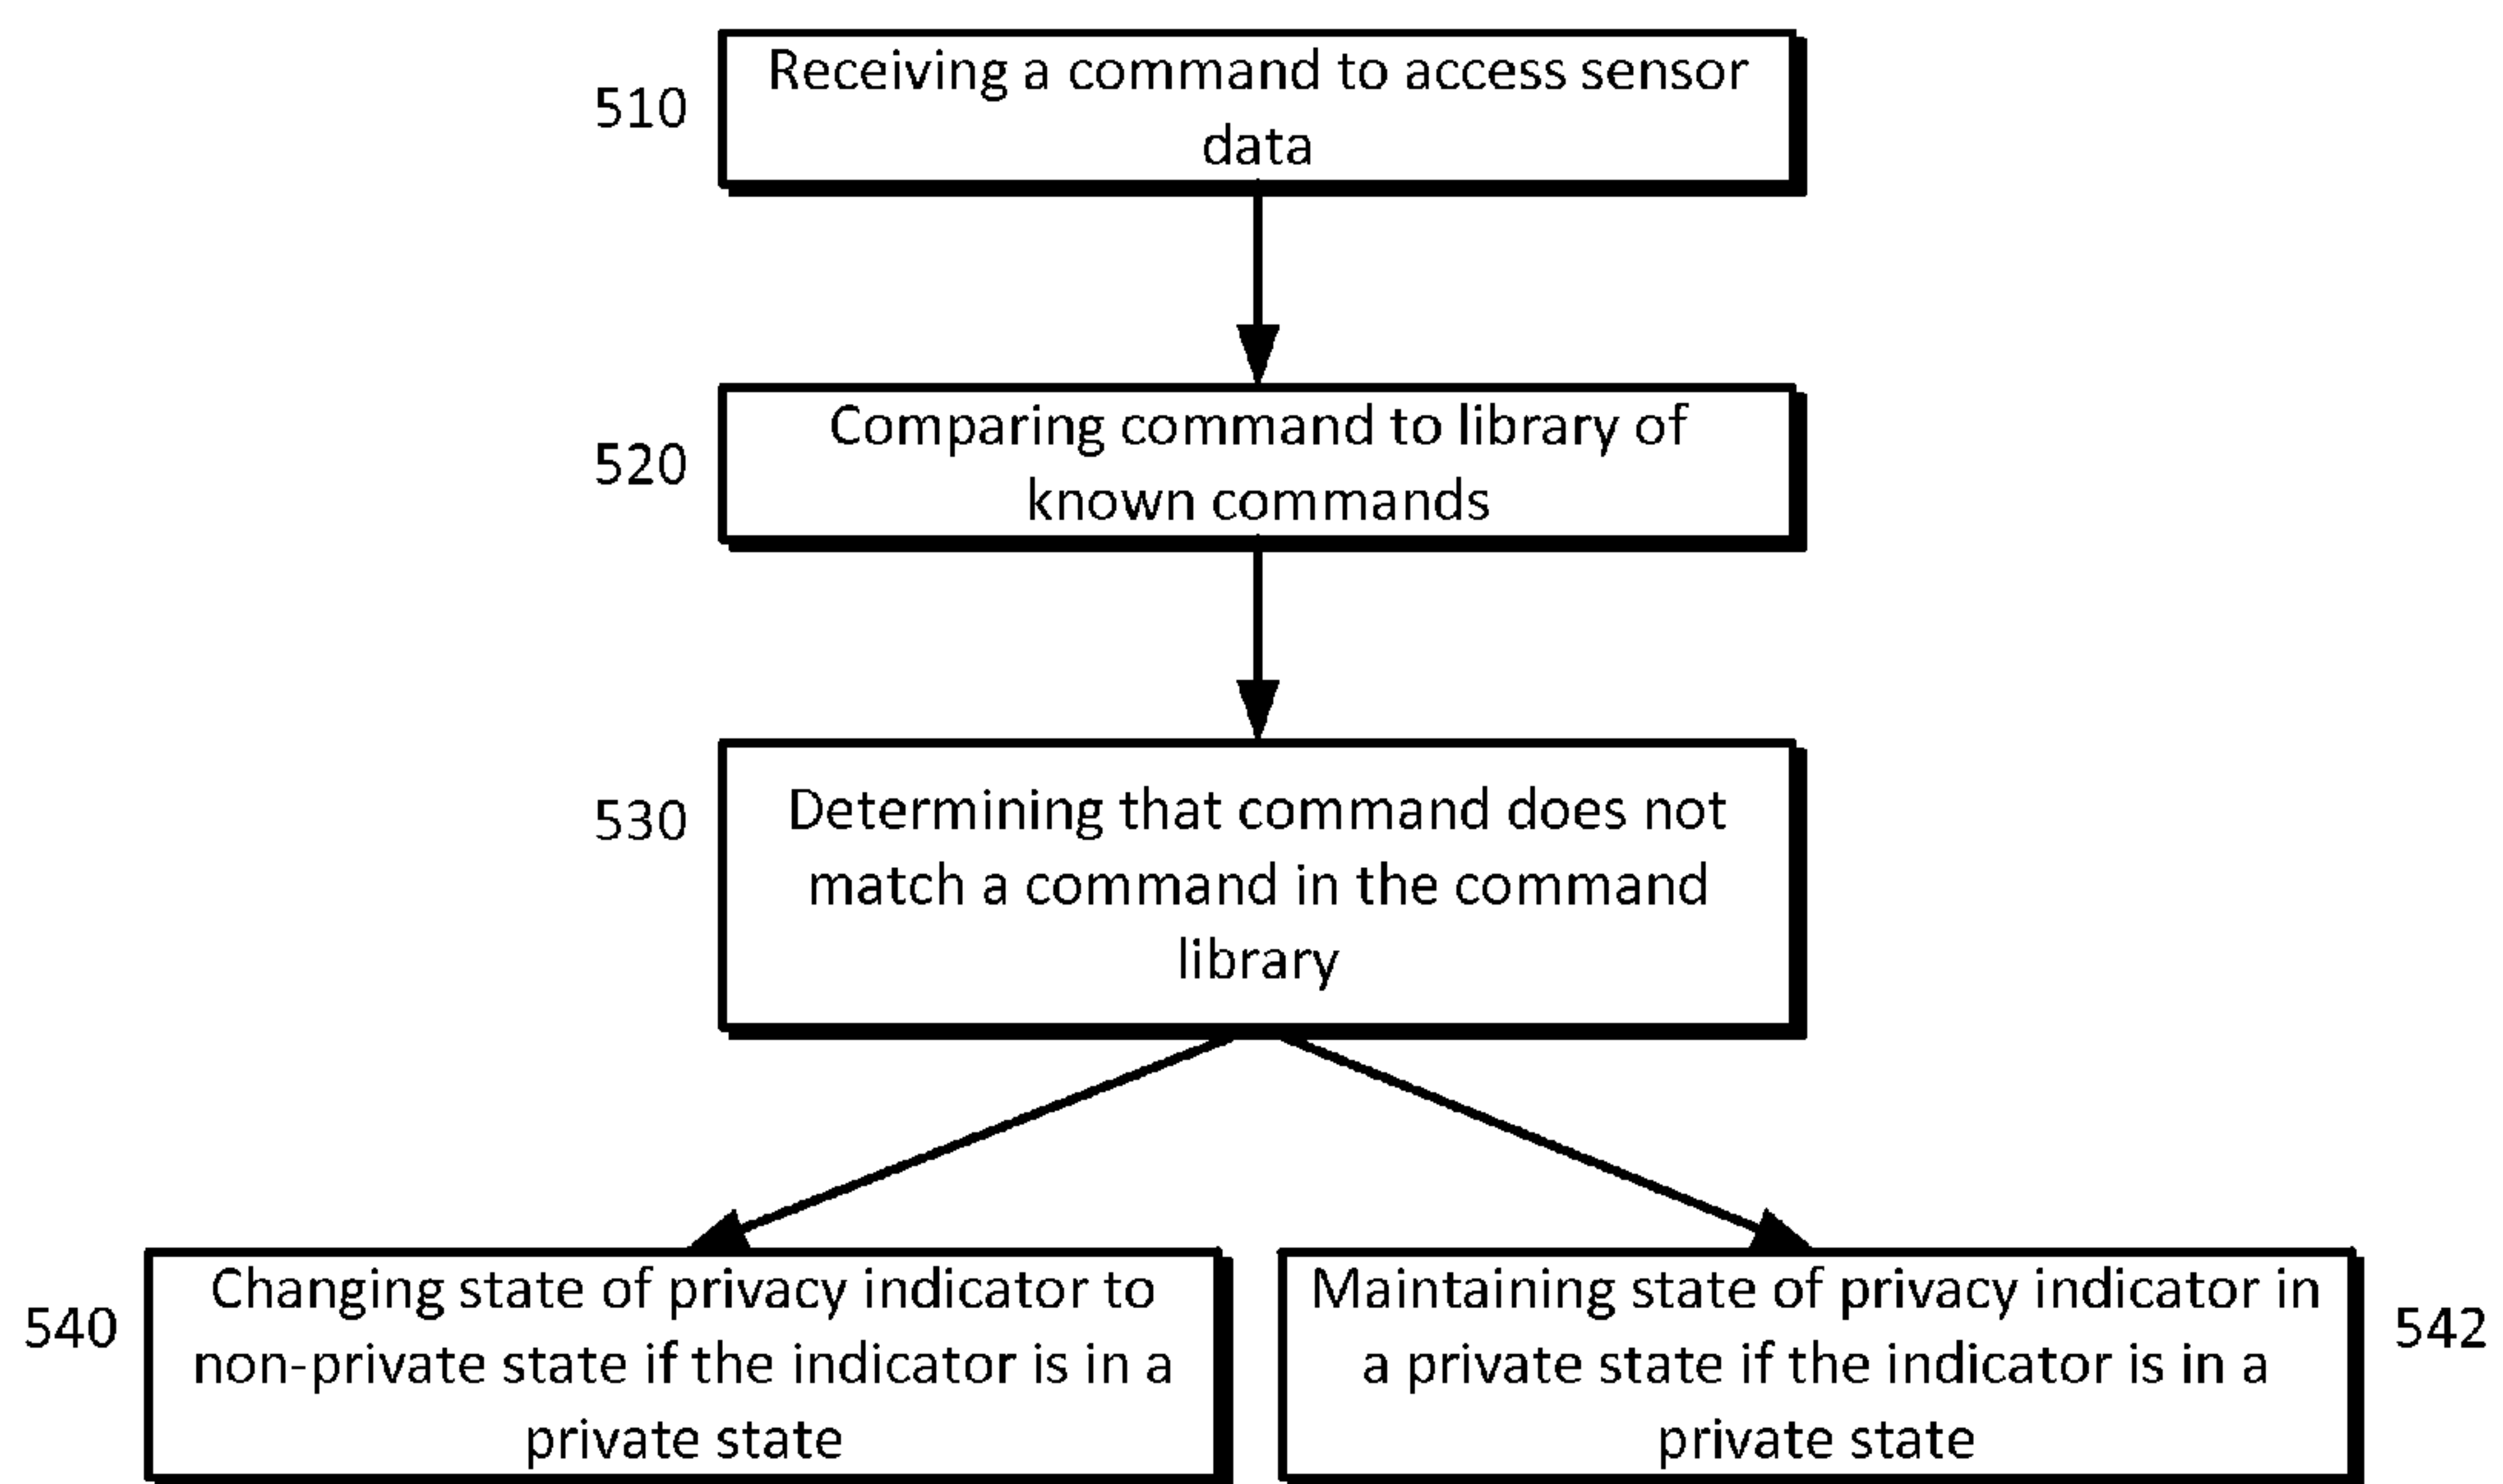 Receiving a command to access sensor
data
510
Comparing command to library of
known commands
520
Determining that command does not
match a command in the command
library
530
Changing state of privacy indicator to
non-private state if the indicator is in a
private state
540
Maintaining state of privacy indicator in
a private state if the indicator is in a
private state
542